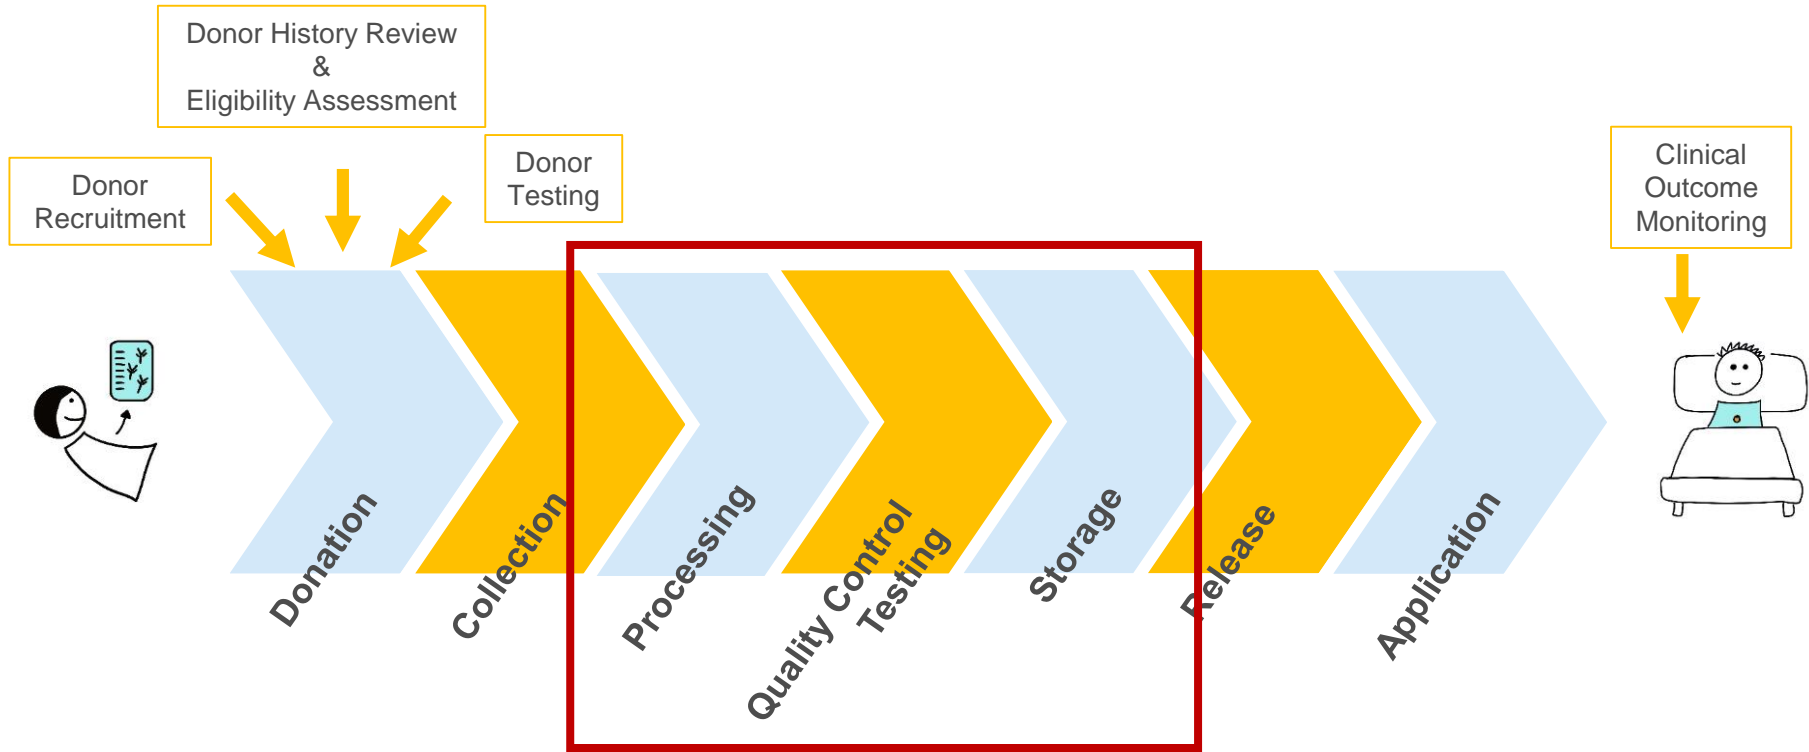 Donor History Review
&
Eligibility Assessment
Donor
Recruitment
Donor
Testing
Clinical
Outcome
Monitoring
Donation
Collection
Processing
Quality Control
Testing
Storage
Release
Application